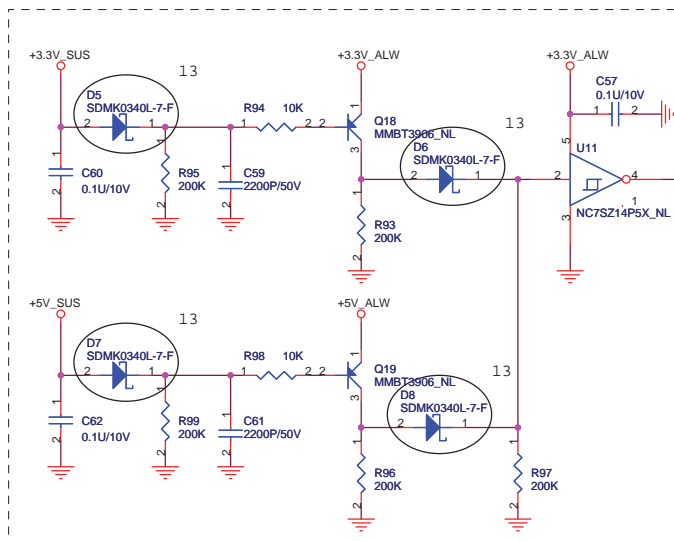 +3.3V_SUS
+3.3V_ALW
+3.3V_ALW
13
D5
SDMK0340L-7-F
2
1
R94
10K
1
2
2
1
Q18
MMBT3906_NL
3
13
D6
SDMK0340L-7-F
2
1
C57
0.1U/10V
1
2
5
U11
2
4
1
3
NC7SZ14P5X_NL
1
C60
0.1U/10V
2
1
R95
200K
2
1
C59
2200P/50V
2
1
R93
200K
2
+5V_SUS
+5V_ALW
13
D7
SDMK0340L-7-F
2
1
R98
10K
1
2
2
1
Q19
MMBT3906_NL
3
13
D8
SDMK0340L-7-F
2
1
1
C62
0.1U/10V
2
1
R99
200K
2
1
C61
2200P/50V
2
1
R96
200K
2
1
R97
200K
2